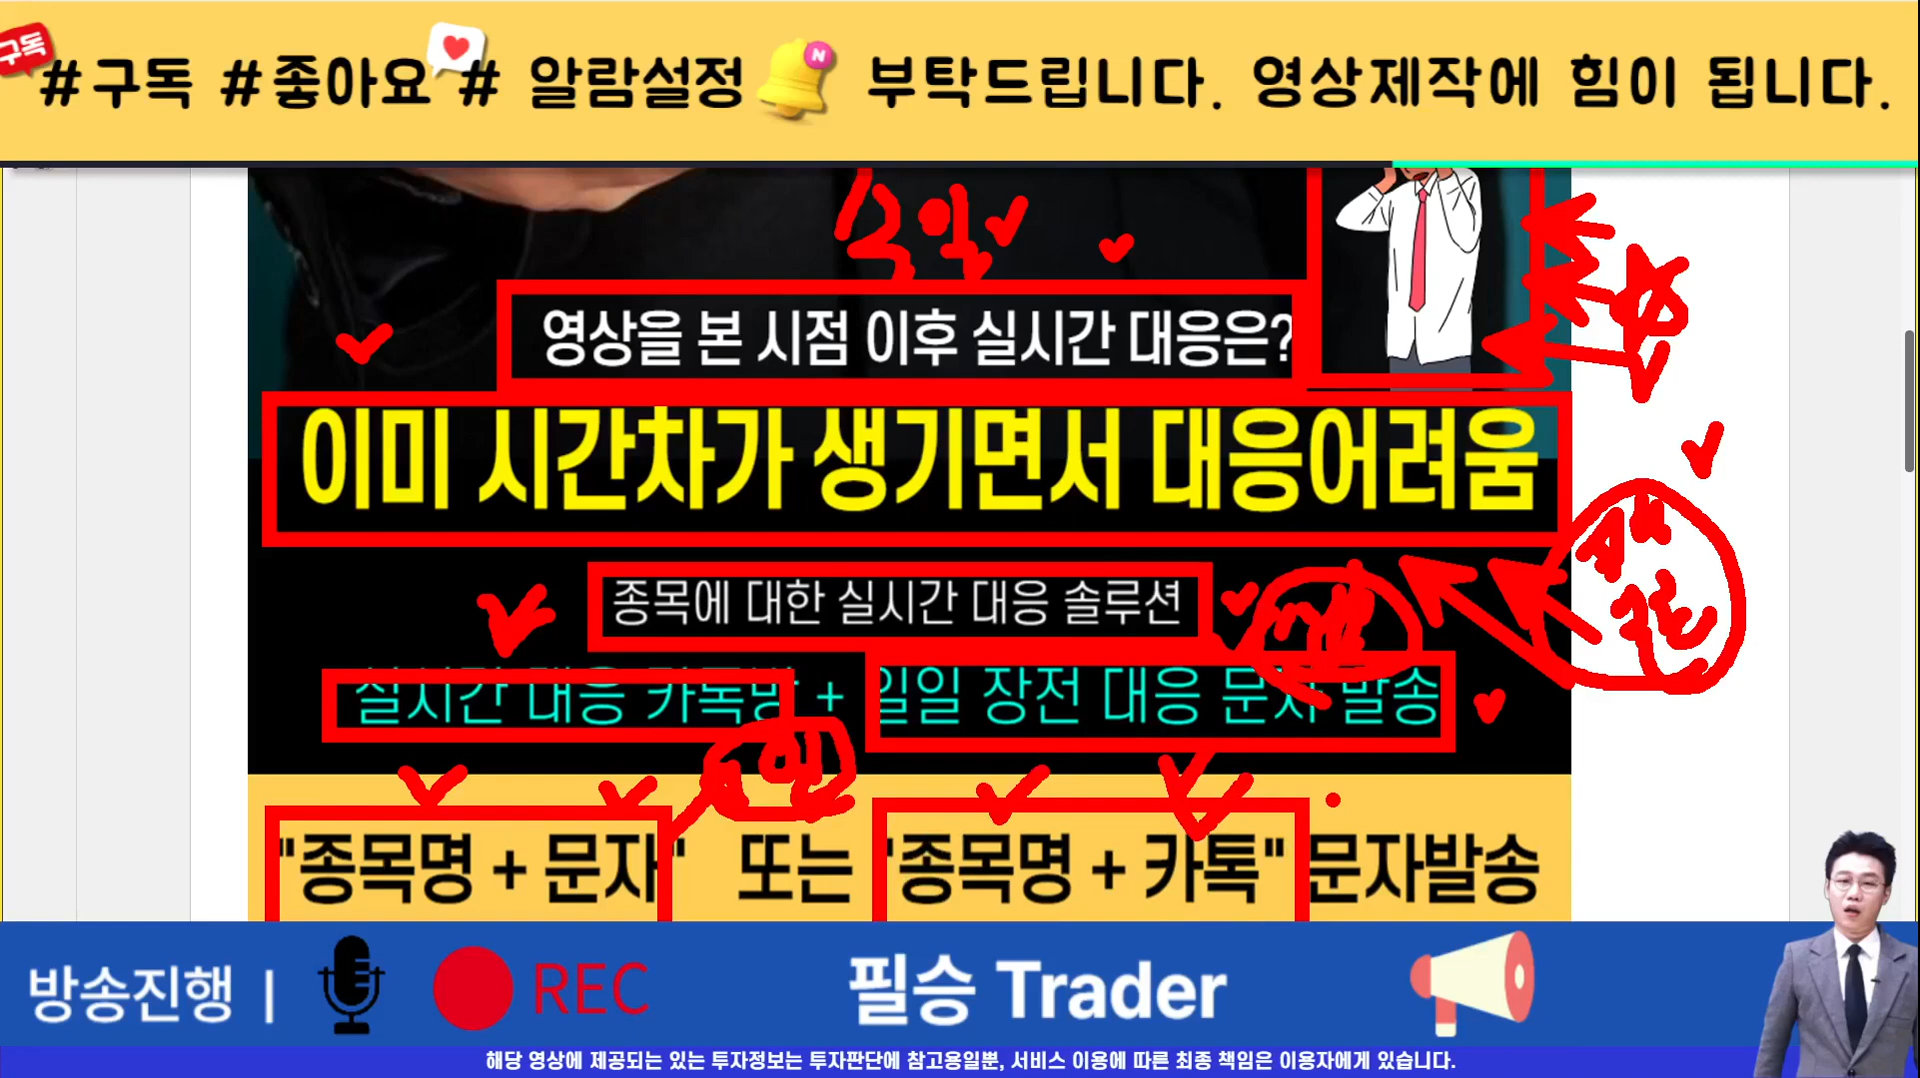 구독
#구독 #좋아요 # 알람설정 부탁드립니다. 영상제작에 힘이 됩니다.
N
영상을 본 시점 이후 실시간 대응은?
이미 시간차가 생기면서 대응어려움
종목에 대한 실시간 대응 솔루션
실시간 대응 카톡방 + 일일 장전 대응 문자 발송
"종목명 + 문자" 또는 "종목명 + 카톡" 문자발송
방송진행 | REC 필승 Trader
해당 영상에 제공되는 있는 투자정보는 투자판단에 참고용일뿐, 서비스 이용에 따른 최종 책임은 이용자에게 있습니다.